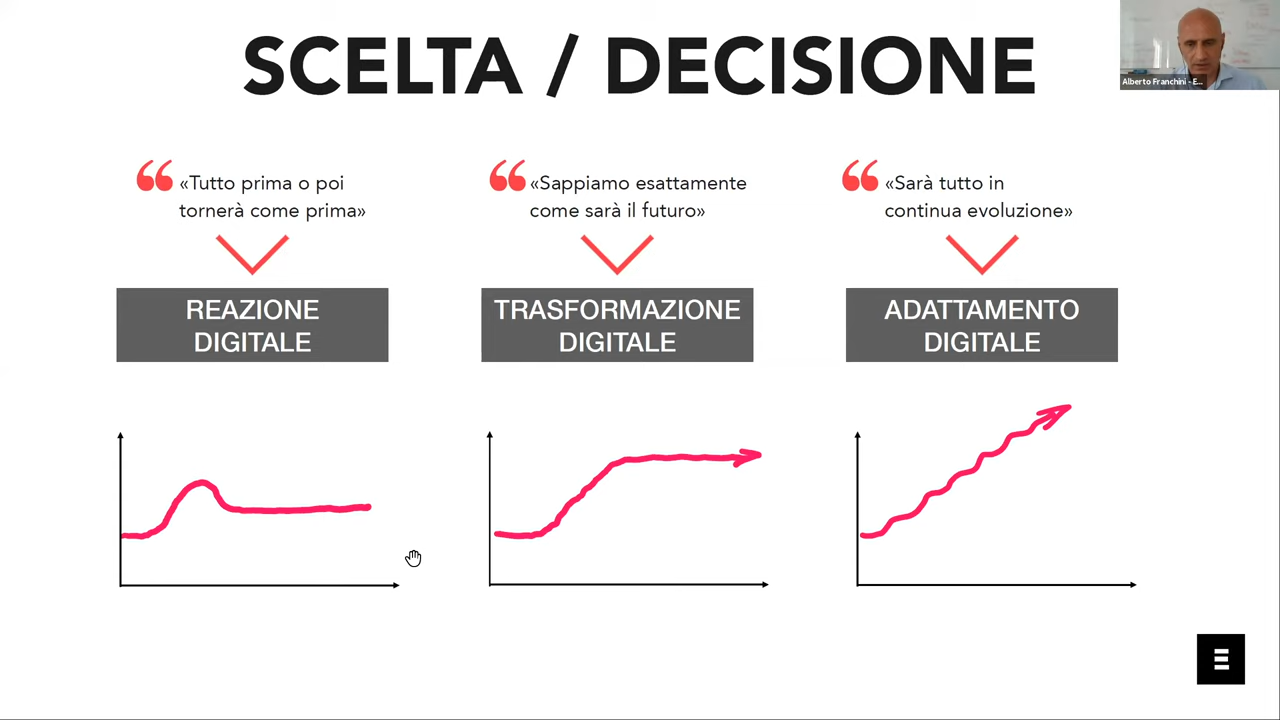 SCELTA / DECISIONE
Alberto Franchini - E...
«Tutto prima o poi
tornerà come prima»
«Sappiamo esattamente
come sarà il futuro»
«Sarà tutto in
continua evoluzione»
REAZIONE
DIGITALE
TRASFORMAZIONE
DIGITALE
ADATTAMENTO
DIGITALE